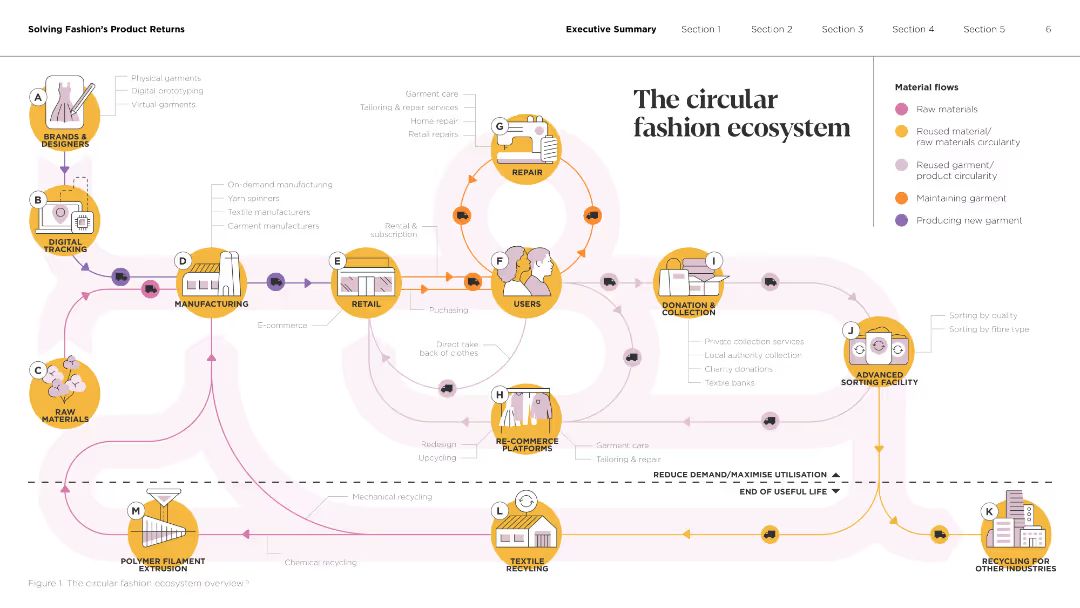 Solving Fashion's Product Returns
Executive Summary
Section 1
Section 2
Section 3
Section 4
Section 5
6
The circular
fashion ecosystem
Material flows
Raw materials
Reused material/
raw materials circularity
Reused garment/
product circularity
Maintaining garment
Producing new garment
A
BRANDS &
DESIGNERS
Physical garments
Digital prototyping
Virtual garments
B
DIGITAL
TRACKING
C
RAW
MATERIALS
D
MANUFACTURING
On-demand manufacturing
Yarn spinners
Textile manufacturers
Garment manufacturers
E
RETAIL
E-commerce
Rental &
subscription
Puchasing
F
USERS
Direct take
back of clothes
G
REPAIR
Garment care
Tailoring & repair services
Home repair
Retail repairs
H
RE-COMMERCE
PLATFORMS
Redesign
Upcycling
Garment care
Tailoring & repair
I
DONATION &
COLLECTION
Private collection services
Local authority collection
Charity donations
Textile banks
J
ADVANCED
SORTING FACILITY
Sorting by quality
Sorting by fibre type
REDUCE DEMAND/MAXIMISE UTILISATION
END OF USEFUL LIFE
K
RECYCLING FOR
OTHER INDUSTRIES
L
TEXTILE
RECYLING
Mechanical recycling
Chemical recycling
M
POLYMER FILAMENT
EXTRUSION
Figure 1. The circular fashion ecosystem overview